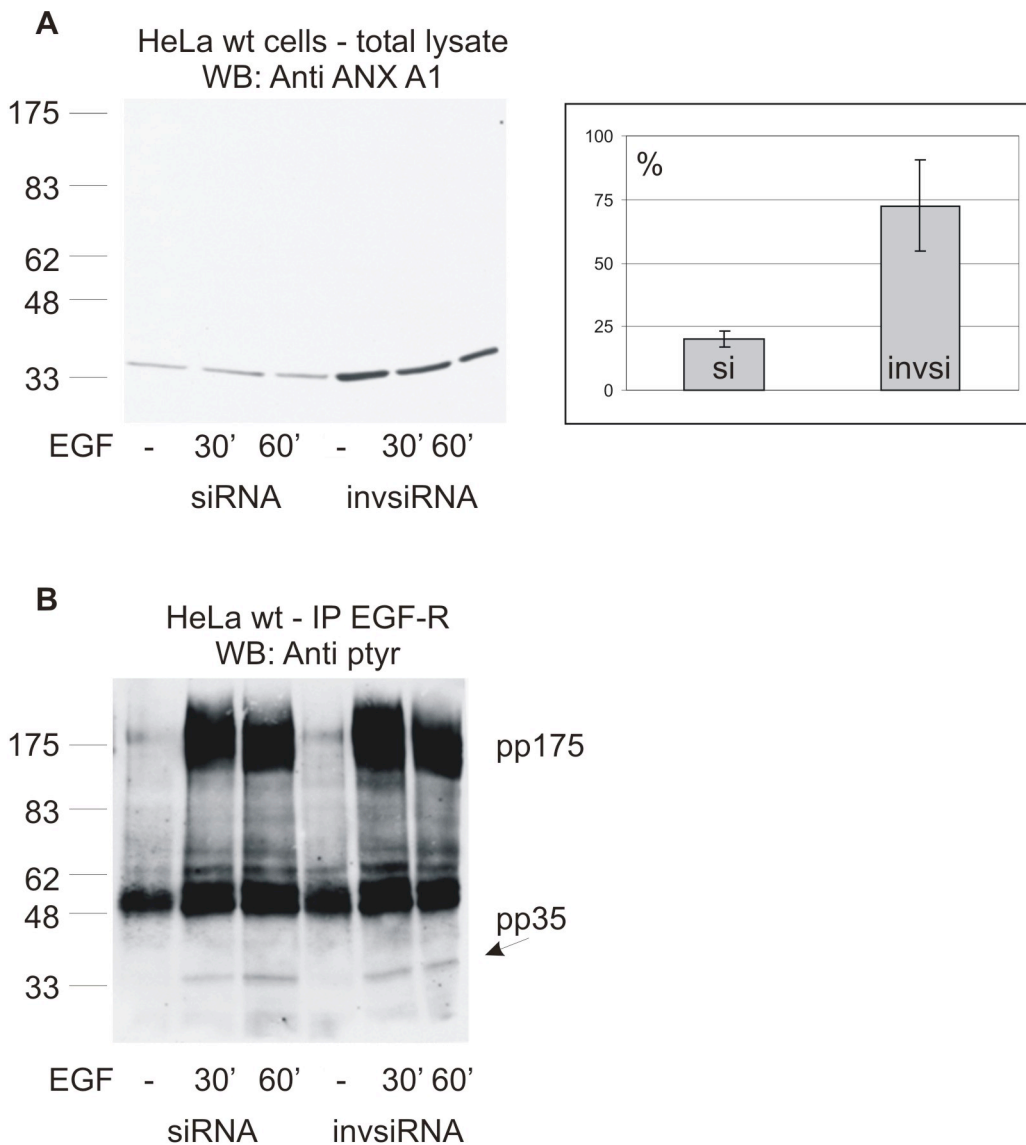 A
HeLa wt cells - total lysate
WB: Anti ANX A1
175
83
62
48
33
EGF - 30’ 60’ - 30’ 60’
siRNA invsiRNA
100
75
50
25
0
%
si invsi
B
HeLa wt - IP EGF-R
WB: Anti ptyr
175
83
62
48
33
pp175
pp35
EGF - 30’ 60’ - 30’ 60’
siRNA invsiRNA